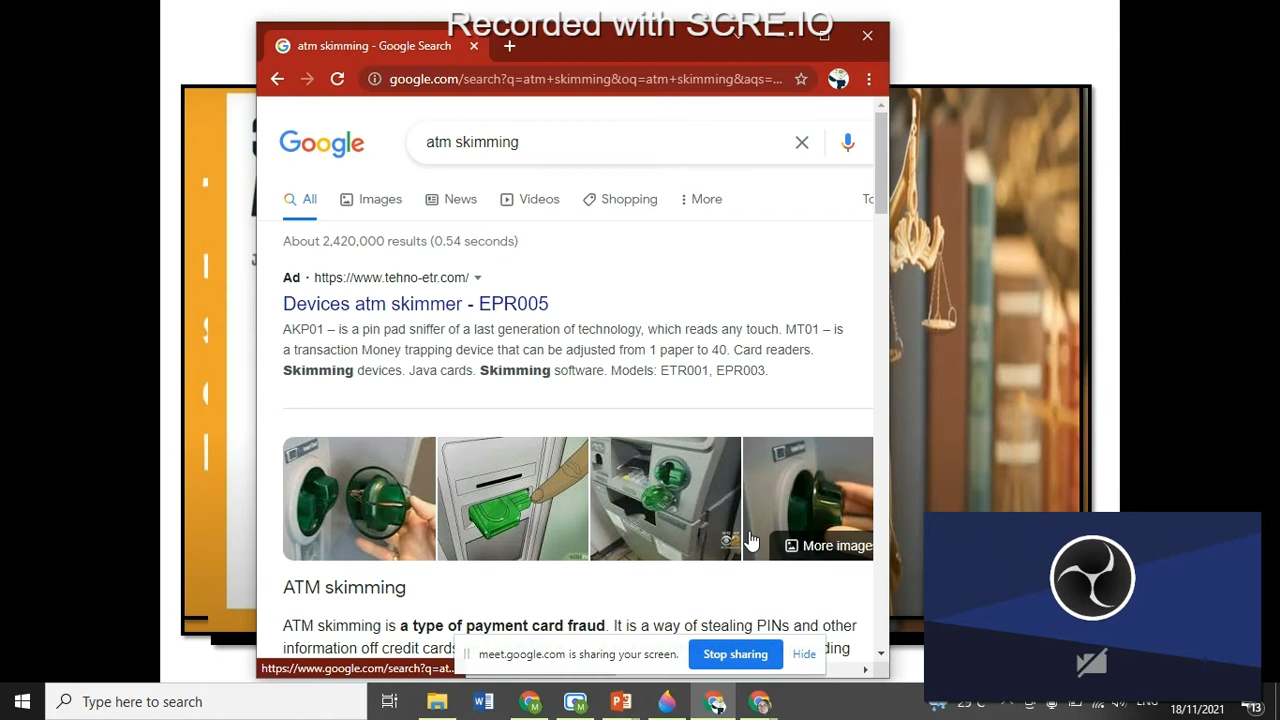 Recorded with SCRE.IO
atm skimming - Google Search
google.com/search?q=atm+skimming&oq=atm+skimming&aqs=...
Google
atm skimming
All
Images
News
Videos
Shopping
More
To
About 2,420,000 results (0.54 seconds)
Ad · https://www.tehno-etr.com/
Devices atm skimmer - EPR005
AKP01 – is a pin pad sniffer of a last generation of technology, which reads any touch. MT01 – is
a transaction Money trapping device that can be adjusted from 1 paper to 40. Card readers.
Skimming devices. Java cards. Skimming software. Models: ETR001, EPR003.
More image
ATM skimming
ATM skimming is a type of payment card fraud. It is a way of stealing PINs and other
information off credit cards
meet.google.com is sharing your screen.
Stop sharing
Hide
https://www.google.com/search?q=at...
Type here to search
ENG
18/11/2021
13